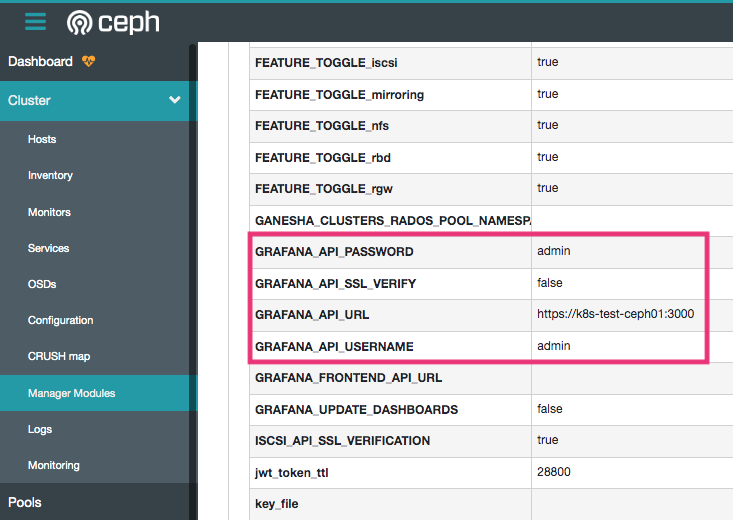 ceph
Dashboard
Cluster
Hosts
Inventory
Monitors
Services
OSDs
Configuration
CRUSH map
Manager Modules
Logs
Monitoring
Pools
FEATURE_TOGGLE_iscsi true
FEATURE_TOGGLE_mirroring true
FEATURE_TOGGLE_nfs true
FEATURE_TOGGLE_rbd true
FEATURE_TOGGLE_rgw true
GANESHA_CLUSTERS_RADOS_POOL_NAMESPA
GRAFANA_API_PASSWORD admin
GRAFANA_API_SSL_VERIFY false
GRAFANA_API_URL https://k8s-test-ceph01:3000
GRAFANA_API_USERNAME admin
GRAFANA_FRONTEND_API_URL
GRAFANA_UPDATE_DASHBOARDS false
ISCSI_API_SSL_VERIFICATION true
jwt_token_ttl 28800
key_file